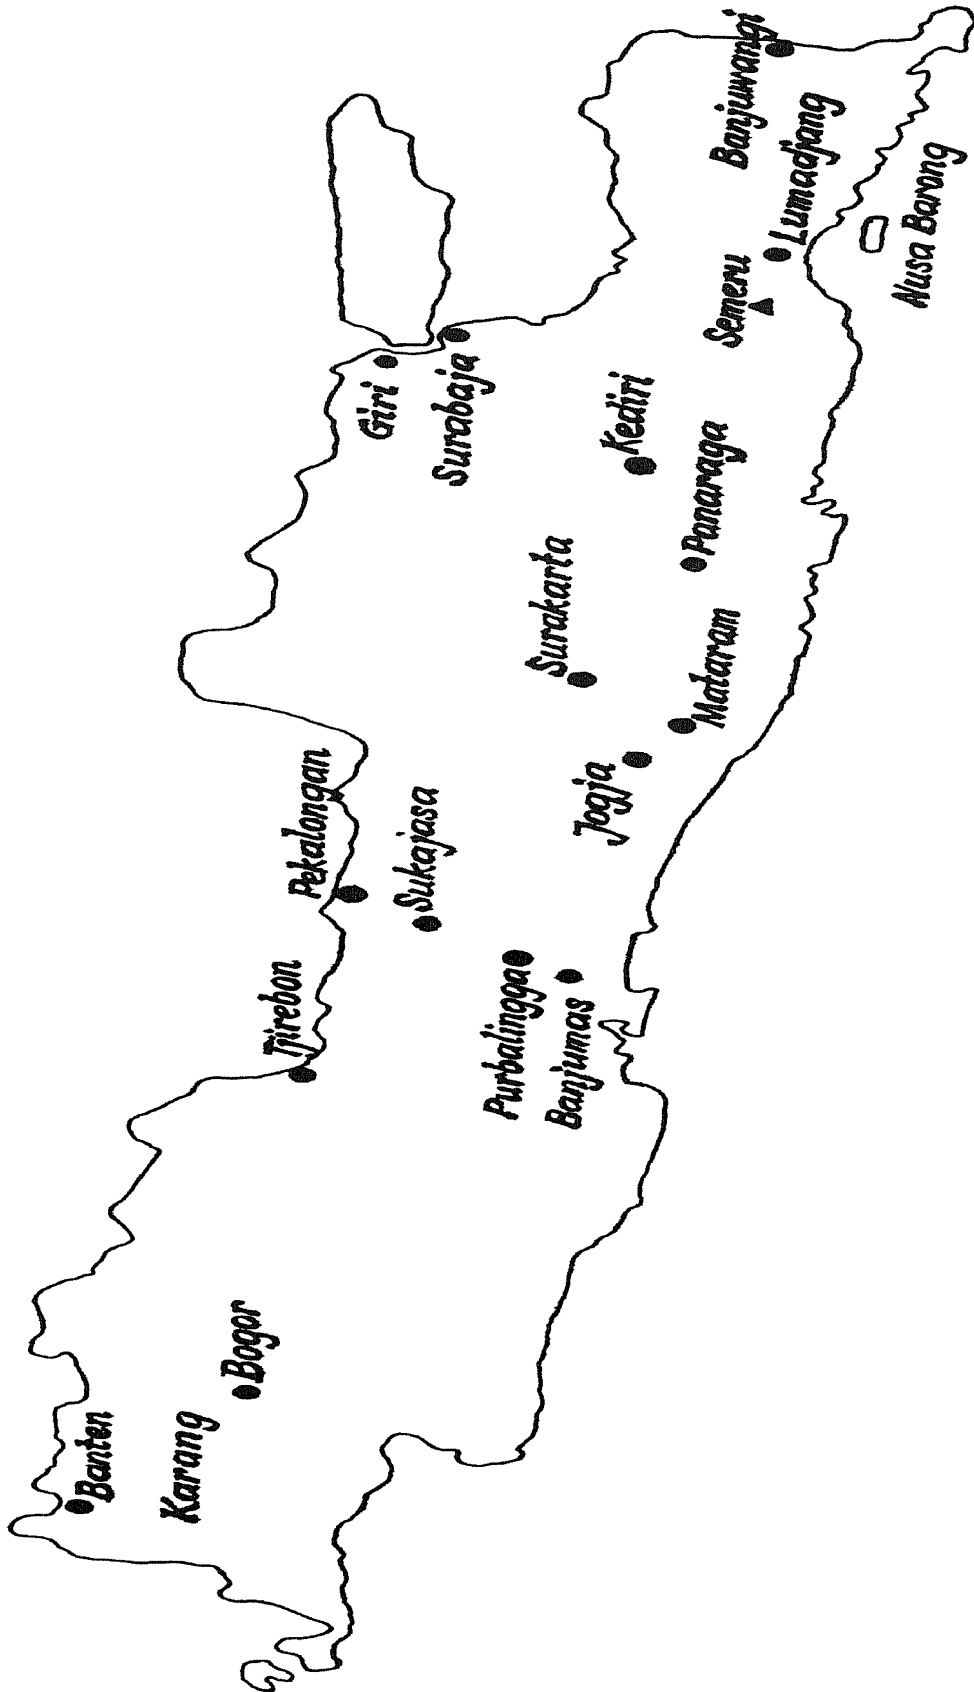 Banten
Karang
Bogor
Tjirebon
Pekalongan
Sukajasa
Purbalingga
Banjumas
Jogja
Mataram
Surakarta
Panaraga
Kediri
Giri
Surabaja
Semeru
Lumadjang
Banjuwangi
Nusa Barong